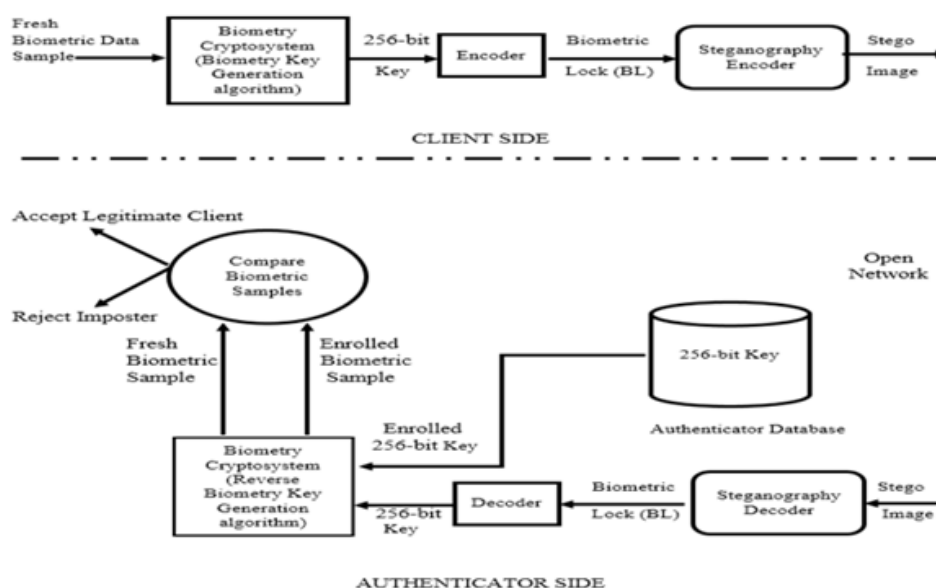 Fresh
Biometric Data
Sample
Biometry
Cryptosystem
(Biometry Key
Generation
algorithm)
256-bit
Key
Encoder
Biometric
Lock (BL)
Steganography
Encoder
Stego
Image
CLIENT SIDE
Accept Legitimate Client
Compare
Biometric
Samples
Reject Imposter
Open
Network
Fresh
Biometric
Sample
Enrolled
Biometric
Sample
256-bit Key
Authenticator Database
Enrolled
256-bit Key
Biometry
Cryptosystem
(Reverse
Biometry Key
Generation
algorithm)
256-bit
Key
Decoder
Biometric
Lock (BL)
Steganography
Decoder
Stego
Image
AUTHENTICATOR SIDE